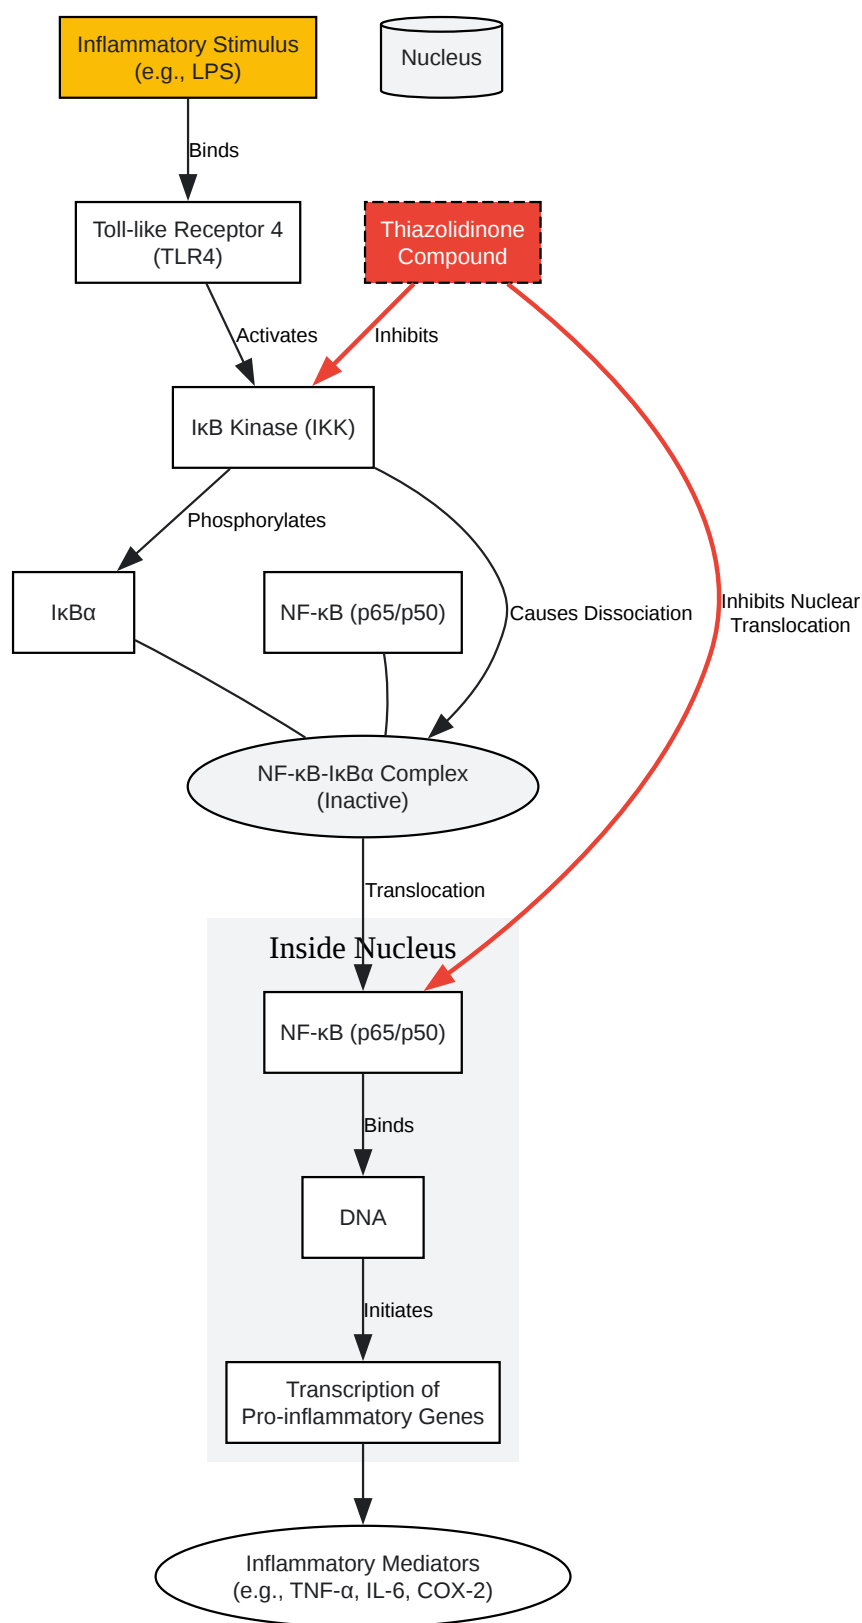 Inflammatory Stimulus
(e.g., LPS)
Nucleus
Binds
Toll-like Receptor 4
(TLR4)
Thiazolidinone
Compound
Activates
Inhibits
IκB Kinase (IKK)
Phosphorylates
IκBα
NF-κB (p65/p50)
Causes Dissociation
Inhibits Nuclear
Translocation
NF-κB-IκBα Complex
(Inactive)
Translocation
Inside Nucleus
NF-κB (p65/p50)
Binds
DNA
Initiates
Transcription of
Pro-inflammatory Genes
Inflammatory Mediators
(e.g., TNF-α, IL-6, COX-2)